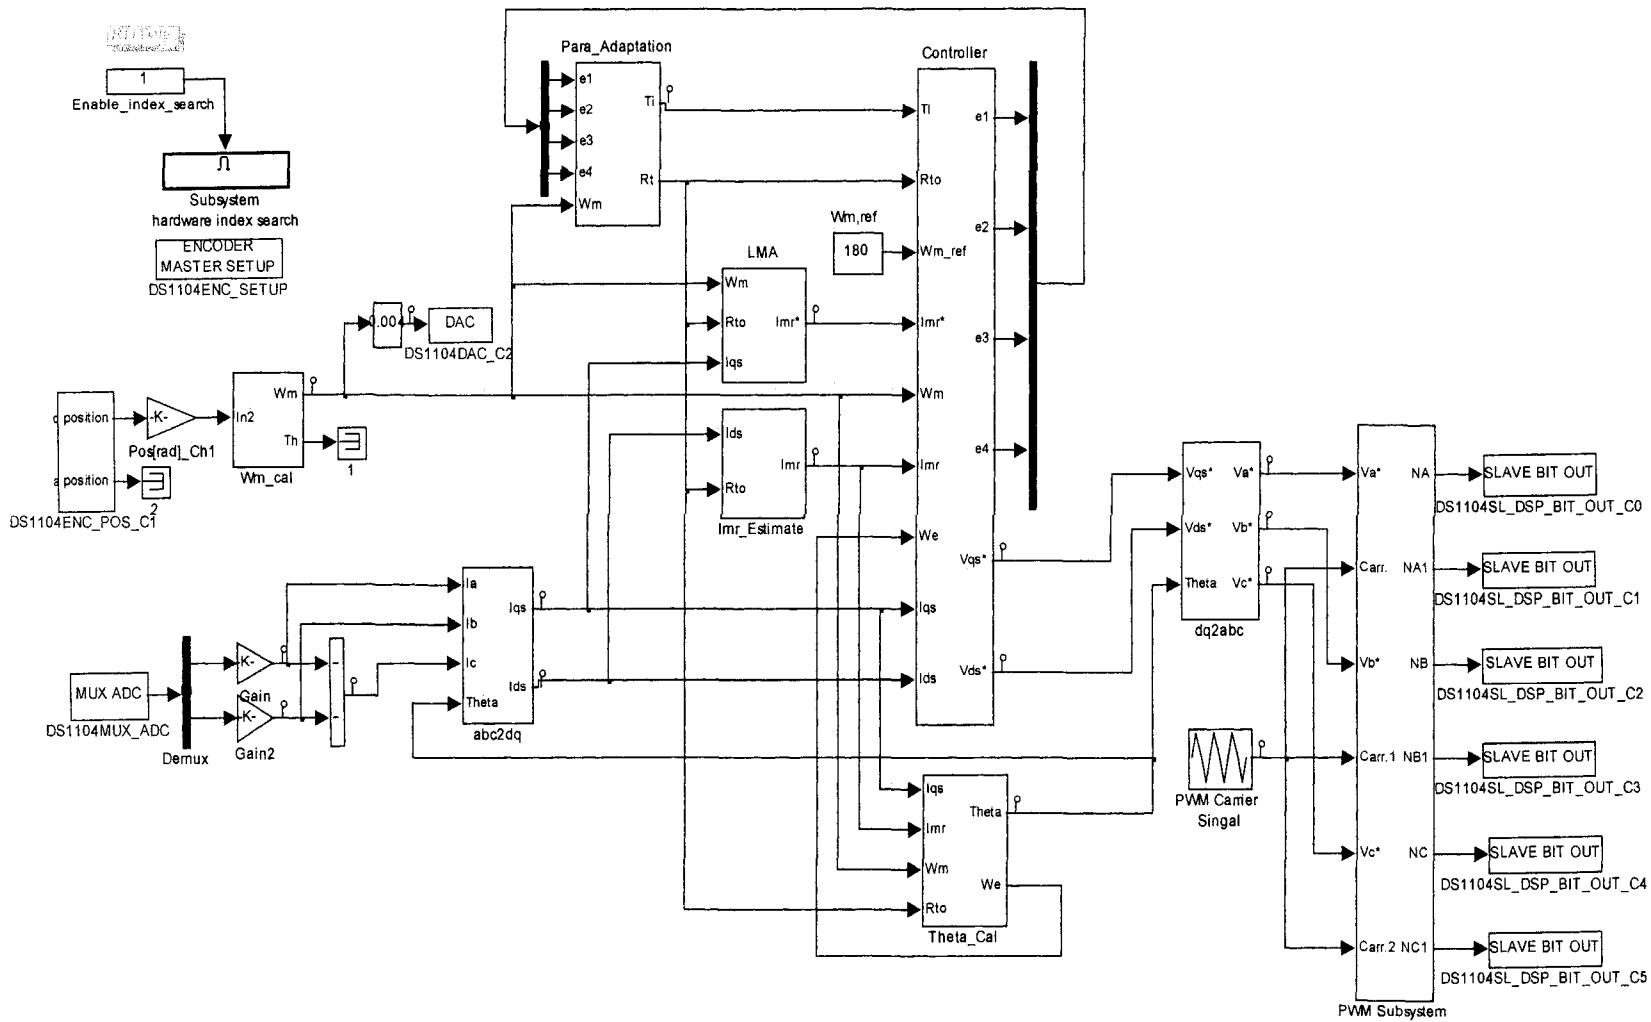 1
Enable_index_search
Subsystem
hardware index search
ENCODER
MASTER SETUP
DS1104ENC_SETUP
Para_Adaptation
e1
e2
e3
e4
Wm
Ti
Rt
Controller
Ti
Rto
Wm_ref
Imr*
Wm
Imr
We
Iqs
Ids
e1
e2
e3
e4
Vqs*
Vds*
Wm,ref
180
LMA
Wm
Rto
Iqs
Imr*
0.004
DAC
DS1104DAC_C2
position
position
DS1104ENC_POS_C1
-K-
Pos[rad]_Ch1
In2
Wm
Th
Wm_cal
1
2
Ids
Rto
Imr
Imr_Estimate
MUX ADC
DS1104MUX_ADC
Demux
K-
Gain
K-
Gain2
-
-
Ia
Ib
Ic
Theta
Iqs
Ids
abc2dq
Iqs
Imr
Wm
Rto
Theta
We
Theta_Cal
Vqs*
Vds*
Theta
Va*
Vb*
Vc*
dq2abc
PWM Carrier
Singal
Va*
Carr.
Vb*
Carr.1
Vc*
Carr.2
NA
NA1
NB
NB1
NC
NC1
PWM Subsystem
SLAVE BIT OUT
DS1104SL_DSP_BIT_OUT_C0
SLAVE BIT OUT
DS1104SL_DSP_BIT_OUT_C1
SLAVE BIT OUT
DS1104SL_DSP_BIT_OUT_C2
SLAVE BIT OUT
DS1104SL_DSP_BIT_OUT_C3
SLAVE BIT OUT
DS1104SL_DSP_BIT_OUT_C4
SLAVE BIT OUT
DS1104SL_DSP_BIT_OUT_C5